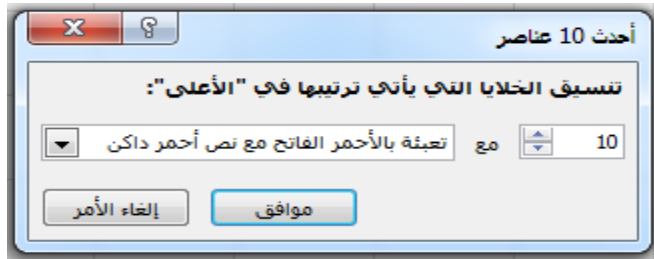 أحدث 10 عناصر
تنسيق الخلايا التي يأتي ترتيبها في "الأعلى":
10 مع تعبئة بالأحمر الفاتح مع نص أحمر داكن
موافق إلغاء الأمر